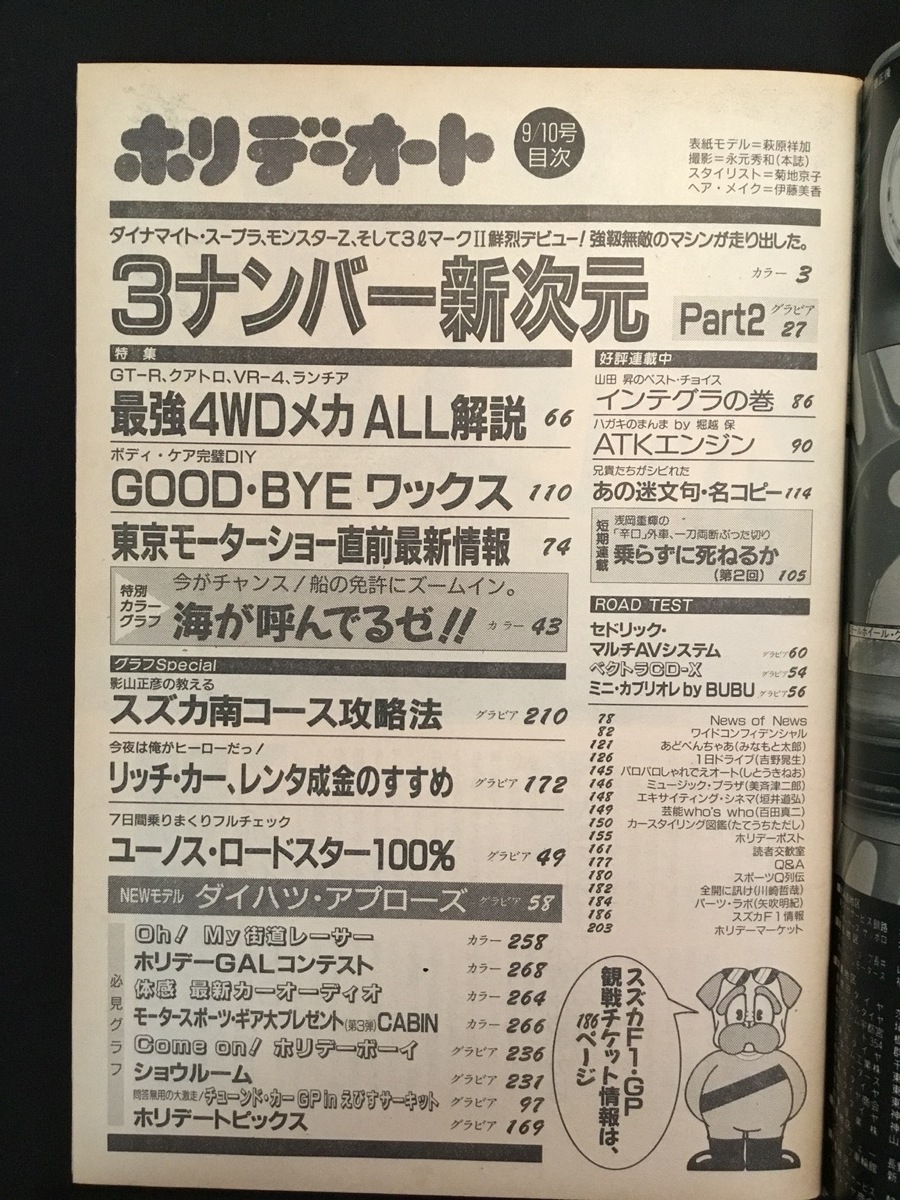 ホリデーオート
9/10号
目次
表紙モデル=萩原祥加
撮影=永元秀和(本誌)
スタイリスト=菊地京子
ヘア・メイク=伊藤美香
ダイナマイト・スープラ、モンスターZ、そして3ℓマークⅡ鮮烈デビュー!強靱無敵のマシンが走り出した。
3ナンバー新次元
カラー 3
Part2 グラビア 27
特集
GT-R、クアトロ、VR-4、ランチア
最強4WDメカ ALL解説 66
ボディ・ケア完璧DIY
GOOD・BYE ワックス 110
東京モーターショー直前最新情報 74
特別カラーグラフ
今がチャンス!船の免許にズームイン。
海が呼んでるゼ!! カラー 43
グラフSpecial
影山正彦の教える
スズカ南コース攻略法 グラビア 210
今夜は俺がヒーローだっ!
リッチ・カー、レンタ成金のすすめ グラビア 172
7日間乗りまくりフルチェック
ユーノス・ロードスター100% グラビア 49
NEWモデル ダイハツ・アプローズ グラビア 58
必見グラフ
Oh! My街道レーサー カラー 258
ホリデーGALコンテスト カラー 268
体感 最新カーオーディオ カラー 264
モータースポーツ・ギア大プレゼント(第3弾)CABIN カラー 266
Come on! ホリデーボーイ グラビア 236
ショウルーム グラビア 231
問答無用の大激走/チューンド・カーGP in えびすサーキット グラビア 97
ホリデートピックス グラビア 169
好評連載中
山田 昇のベスト・チョイス
インテグラの巻 86
ハガキのまんま by 堀越 保
ATKエンジン 90
兄貴たちがシビれた
あの迷文句・名コピー 114
短期連載
浅岡重輝の
「辛口」外車、一刀両断ぶった切り
乗らずに死ねるか
(第2回) 105
ROAD TEST
セドリック・
マルチAVシステム グラビア 60
ベクトラCD-X グラビア 54
ミニ・カブリオレ by BUBU グラビア 56
78 News of News
82 ワイドコンフィデンシャル
121 あどべんちゃあ(みなもと太郎)
126 1日ドライブ(吉野晃生)
145 パロパロしゃれでえオート(しとうきねお)
146 ミュージック・プラザ(美斉津二郎)
148 エキサイティング・シネマ(垣井道弘)
149 芸能who's who(百田真二)
150 カースタイリング図鑑(たてうちただし)
155 ホリデーポスト
161 読者交歓室
177 Q&A
180 スポーツQ列伝
182 全開に訊け(川崎哲哉)
184 パーツ・ラボ(矢吹明紀)
186 スズカF1情報
203 ホリデーマーケット
スズカF1・GP
観戦チケット情報は、
186ページ